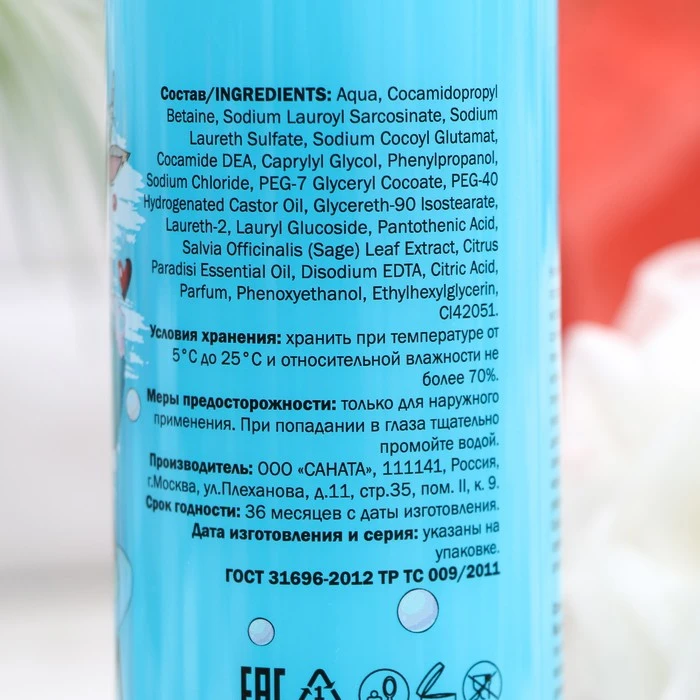 Состав/INGREDIENTS: Aqua, Cocamidopropyl
Betaine, Sodium Lauroyl Sarcosinate, Sodium
Laureth Sulfate, Sodium Cocoyl Glutamat,
Cocamide DEA, Caprylyl Glycol, Phenylpropanol,
Sodium Chloride, PEG-7 Glyceryl Cocoate, PEG-40
Hydrogenated Castor Oil, Glycereth-90 Isostearate,
Laureth-2, Lauryl Glucoside, Pantothenic Acid,
Salvia Officinalis (Sage) Leaf Extract, Citrus
Paradisi Essential Oil, Disodium EDTA, Citric Acid,
Parfum, Phenoxyethanol, Ethylhexylglycerin,
CI42051.
Условия хранения: хранить при температуре от
5°С до 25°С и относительной влажности не
более 70%.
Меры предосторожности: только для наружного
применения. При попадании в глаза тщательно
промойте водой.
Производитель: ООО «САНАТА», 111141, Россия,
г.Москва, ул.Плеханова, д.11, стр.35, пом. II, к. 9.
Срок годности: 36 месяцев с даты изготовления.
Дата изготовления и серия: указаны на
упаковке.
ГОСТ 31696-2012 ТР ТС 009/2011
EAC 1